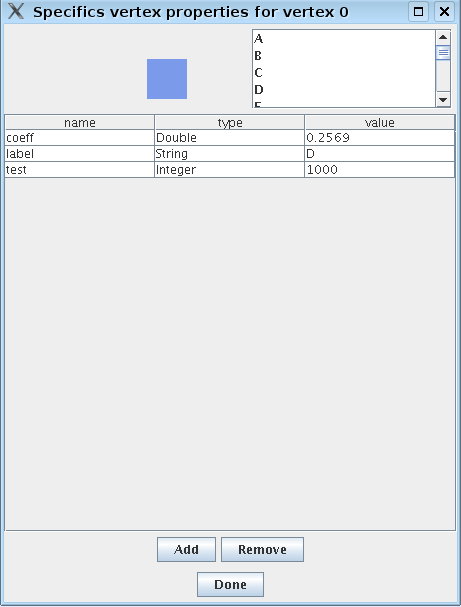 Specifics vertex properties for vertex 0
A
B
C
D
name type value
coeff Double 0.2569
label String D
test Integer 1000
Add Remove
Done